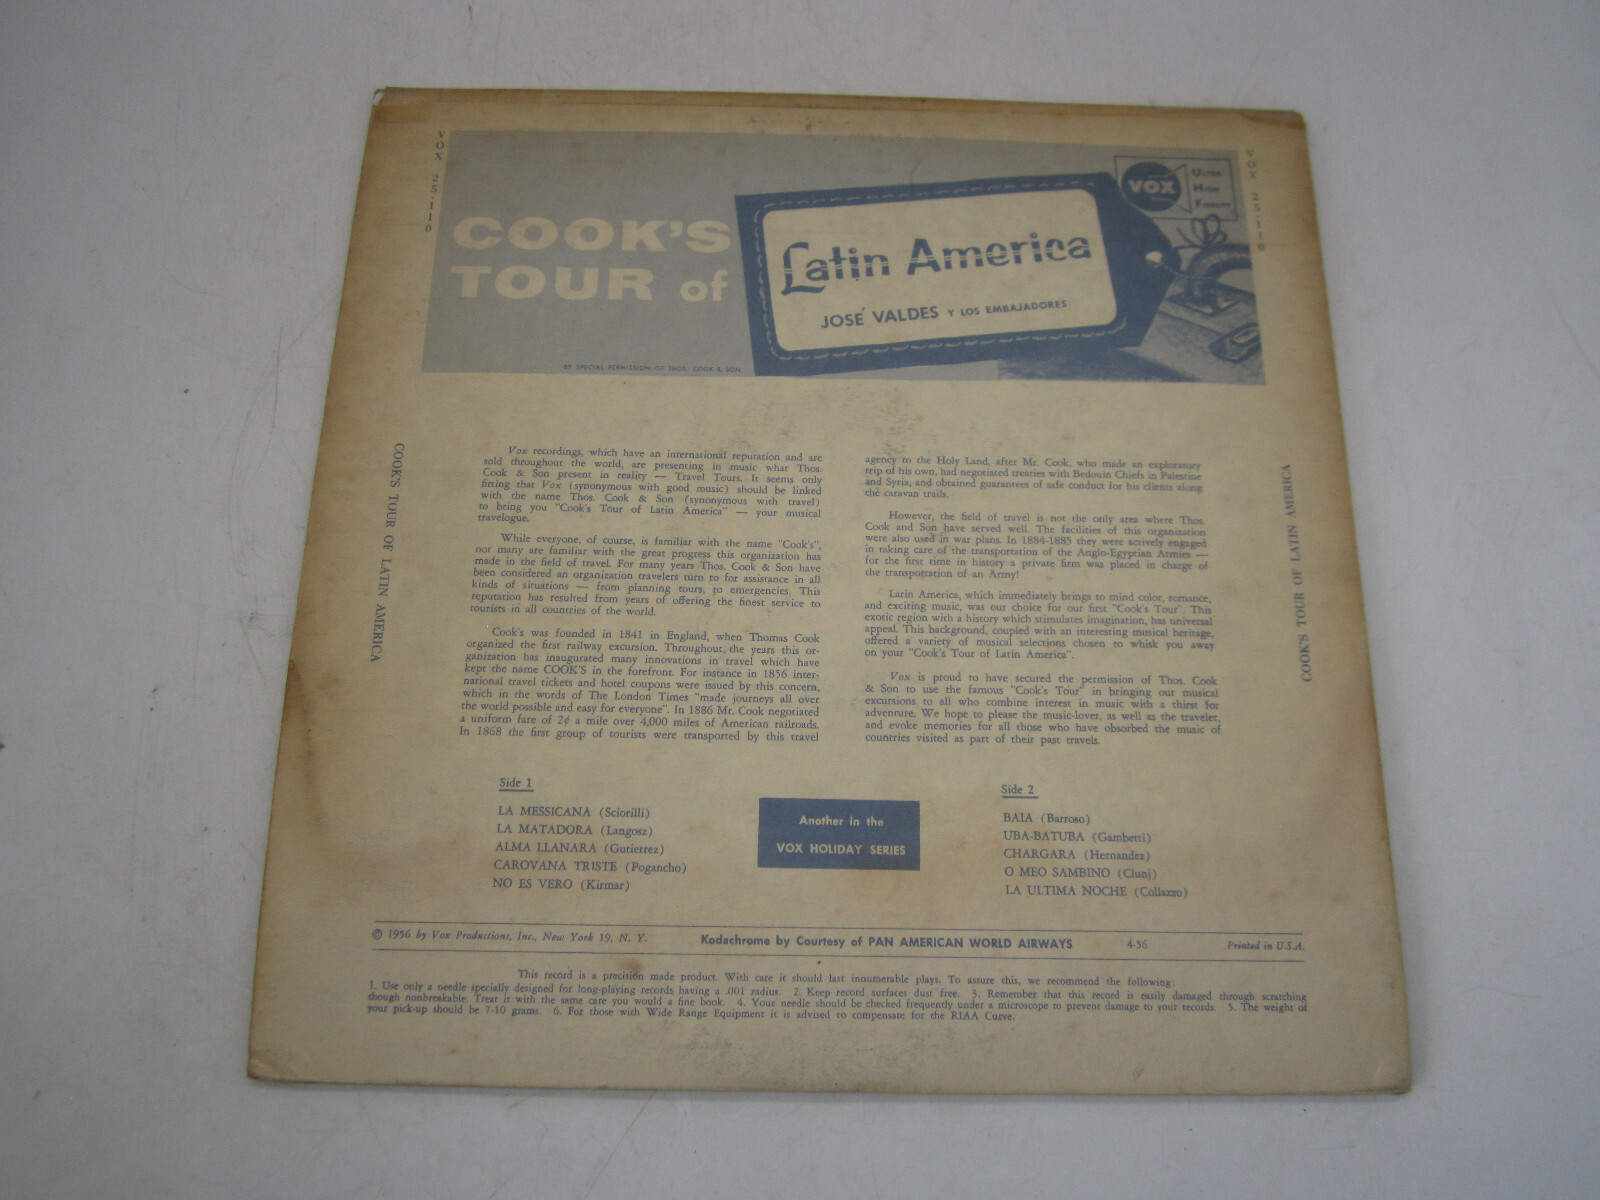 VOX 25·110
VOX 25·110
VOX
ULTRA
HIGH
FIDELITY
COOK'S
TOUR of
Latin America
JOSÉ VALDES Y LOS EMBAJADORES
BY SPECIAL PERMISSION OF THOS. COOK & SON
COOK'S TOUR OF LATIN AMERICA
Vox recordings, which have an international reputation and are
sold throughout the world, are presenting in music what Thos.
Cook & Son present in reality — Travel Tours. It seems only
fitting that Vox (synonymous with good music) should be linked
with the name Thos. Cook & Son (synonymous with travel)
to bring you "Cook's Tour of Latin America" — your musical
travelogue.
While everyone, of course, is familiar with the name "Cook's",
not many are familiar with the great progress this organization has
made in the field of travel. For many years Thos. Cook & Son have
been considered an organization travelers turn to for assistance in all
kinds of situations — from planning tours, to emergencies. This
reputation has resulted from years of offering the finest service to
tourists in all countries of the world.
Cook's was founded in 1841 in England, when Thomas Cook
organized the first railway excursion. Throughout, the years this or-
ganization has inaugurated many innovations in travel which have
kept the name COOK'S in the forefront. For instance in 1856 inter-
national travel tickets and hotel coupons were issued by this concern,
which in the words of The London Times "made journeys all over
the world possible and easy for everyone". In 1886 Mr. Cook negotiated
a uniform fare of 2¢ a mile over 4,000 miles of American railroads.
In 1868 the first group of tourists were transported by this travel
agency to the Holy Land, after Mr. Cook, who made an exploratory
trip of his own, had negotiated treaties with Bedouin Chiefs in Palestine
and Syria, and obtained guarantees of safe conduct for his clients along
the caravan trails.
However, the field of travel is not the only area where Thos.
Cook and Son have served well. The facilities of this organization
were also used in war plans. In 1884-1885 they were actively engaged
in taking care of the transportation of the Anglo-Egyptian Armies —
for the first time in history a private firm was placed in charge of
the transportation of an Army!
Latin America, which immediately brings to mind color, romance,
and exciting music, was our choice for our first "Cook's Tour". This
exotic region with a history which stimulates imagination, has universal
appeal. This background, coupled with an interesting musical heritage,
offered a variety of musical selections chosen to whisk you away
on your "Cook's Tour of Latin America".
Vox is proud to have secured the permission of Thos. Cook
& Son to use the famous "Cook's Tour" in bringing our musical
excursions to all who combine interest in music with a thirst for
adventure. We hope to please the music-lover, as well as the traveler,
and evoke memories for all those who have obsorbed the music of
countries visited as part of their past travels.
COOK'S TOUR OF LATIN AMERICA
Side 1
LA MESSICANA (Sciorilli)
LA MATADORA (Langosz)
ALMA LLANARA (Gutierrez)
CAROVANA TRISTE (Pogancho)
NO ES VERO (Kirmar)
Another in the
VOX HOLIDAY SERIES
Side 2
BAIA (Barroso)
UBA-BATUBA (Gambetti)
CHARGARA (Hernandez)
O MEO SAMBINO (Clunj)
LA ULTIMA NOCHE (Collazzo)
© 1956 by Vox Productions, Inc., New York 19, N. Y. Kodachrome by Courtesy of PAN AMERICAN WORLD AIRWAYS 4-56 Printed in U.S.A.
This record is a precision made product. With care it should last innumerable plays. To assure this, we recommend the following:
1. Use only a needle specially designed for long-playing records having a .001 radius. 2. Keep record surfaces dust free. 3. Remember that this record is easily damaged through scratching
though nonbreakable. Treat it with the same care you would a fine book. 4. Your needle should be checked frequently under a microscope to prevent damage to your records. 5. The weight of
your pick-up should be 7-10 grams. 6. For those with Wide Range Equipment it is advised to compensate for the RIAA Curve.